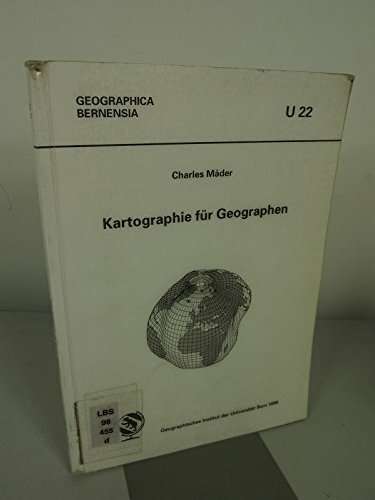 GEOGRAPHICA
BERNENSIA
U 22
Charles Mäder
Kartographie für Geographen
LBS
98
455
d
Geographisches Institut der Universität Bern